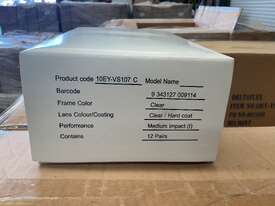 Product code 10EY-VS107 C Model Name
Barcode 9 343127 009114
Frame Color Clear
Lens Colour/Coating Clear / Hard coat
Performance Medium impact (I)
Contains 12 Pairs